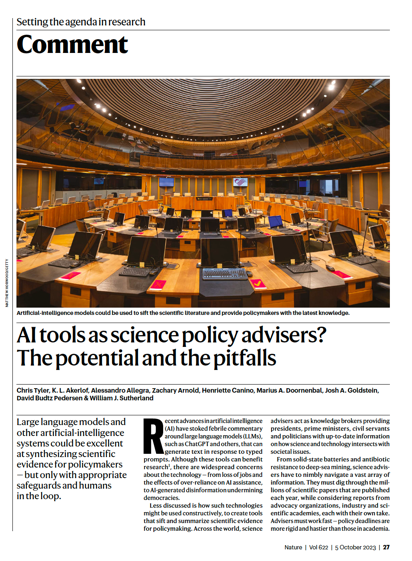 Setting the agenda in research
Comment
Artificial-intelligence models could be used to sift the scientific literature and provide policymakers with the latest knowledge.
AI tools as science policy advisers?
The potential and the pitfalls
Chris Tyler, K. L. Akerlof, Alessandro Allegra, Zachary Arnold, Henriette Canino, Marius A. Doornenbal, Josh A. Goldstein,
David Budtz Pedersen & William J. Sutherland
Large language models and
other artificial-intelligence
systems could be excellent
at synthesizing scientific
evidence for policymakers
— but only with appropriate
safeguards and humans
in the loop.
Recent advances in artificial intelligence
(AI) have stoked febrile commentary
around large language models (LLMs),
such as ChatGPT and others, that can
generate text in response to typed
prompts. Although these tools can benefit
research¹, there are widespread concerns
about the technology — from loss of jobs and
the effects of over-reliance on AI assistance,
to AI-generated disinformation undermining
democracies.
Less discussed is how such technologies
might be used constructively, to create tools
that sift and summarize scientific evidence
for policymaking. Across the world, science
advisers act as knowledge brokers providing
presidents, prime ministers, civil servants
and politicians with up-to-date information
on how science and technology intersects with
societal issues.
From solid-state batteries and antibiotic
resistance to deep-sea mining, science advis-
ers have to nimbly navigate a vast array of
information. They must dig through the mil-
lions of scientific papers that are published
each year, while considering reports from
advocacy organizations, industry and sci-
entific academies, each with their own take.
Advisers must work fast — policy deadlines are
more rigid and hastier than those in academia.
Nature | Vol 622 | 5 October 2023 | 27